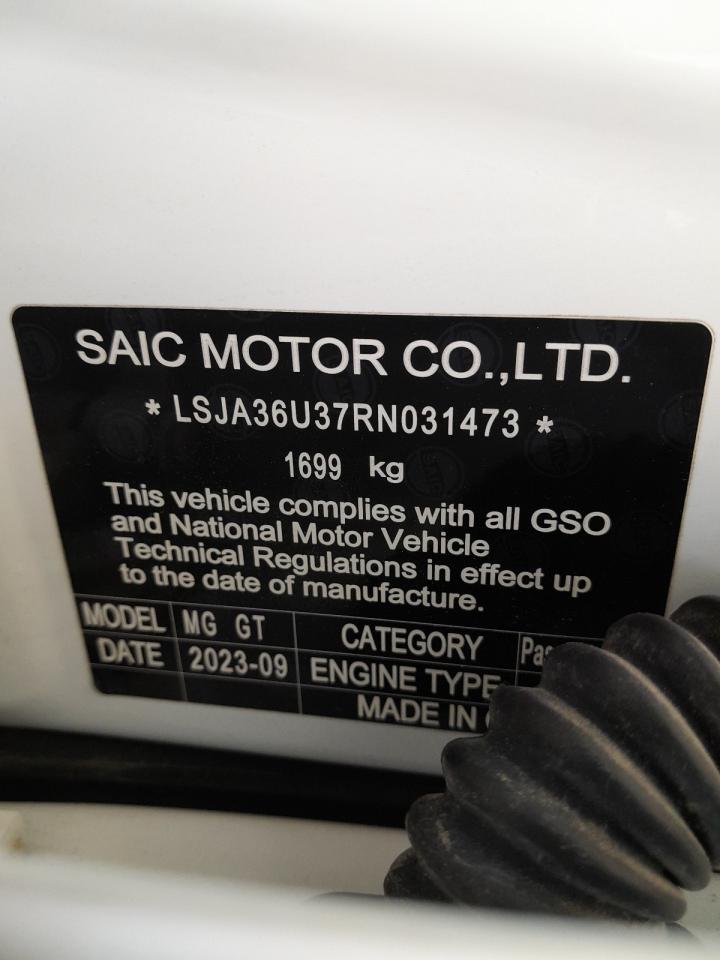 SAIC MOTOR CO.,LTD.
* LSJA36U37RN031473 *
1699 kg
This vehicle complies with all GSO
and National Motor Vehicle
Technical Regulations in effect up
to the date of manufacture.
MODEL MG GT CATEGORY
DATE 2023-09 ENGINE TYPE
MADE IN